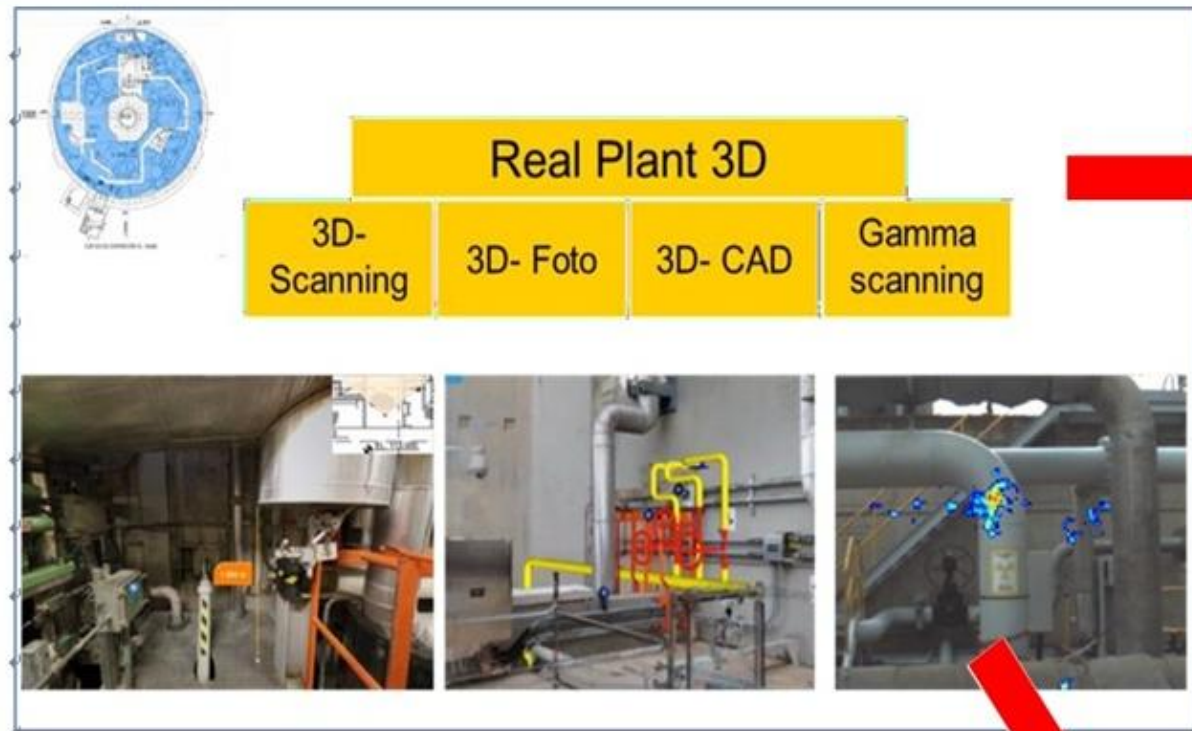 Real Plant 3D
3D-
Scanning
3D- Foto
3D- CAD
Gamma
scanning